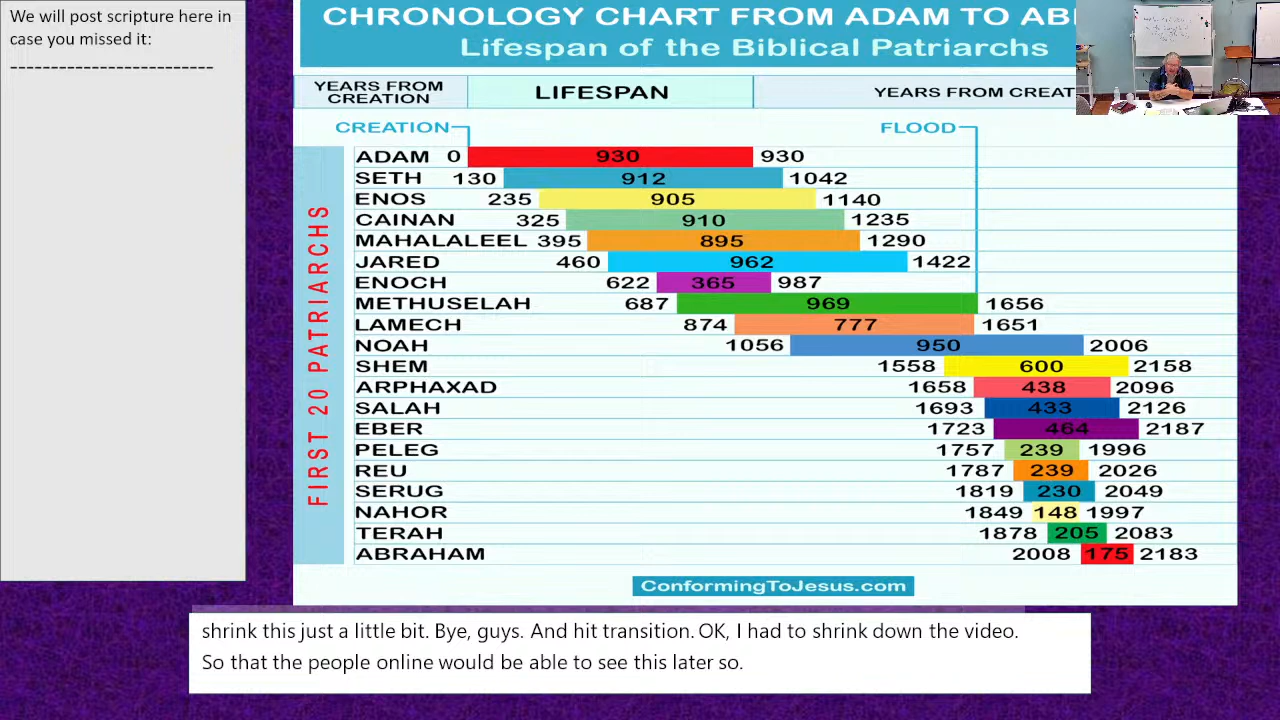 We will post scripture here in
case you missed it:
-------------------------
CHRONOLOGY CHART FROM ADAM TO AB
Lifespan of the Biblical Patriarchs
YEARS FROM
CREATION
LIFESPAN
YEARS FROM CREAT
CREATION
FLOOD
FIRST 20 PATRIARCHS
ADAM 0 930 930
SETH 130 912 1042
ENOS 235 905 1140
CAINAN 325 910 1235
MAHALALEEL 395 895 1290
JARED 460 962 1422
ENOCH 622 365 987
METHUSELAH 687 969 1656
LAMECH 874 777 1651
NOAH 1056 950 2006
SHEM 1558 600 2158
ARPHAXAD 1658 438 2096
SALAH 1693 433 2126
EBER 1723 464 2187
PELEG 1757 239 1996
REU 1787 239 2026
SERUG 1819 230 2049
NAHOR 1849 148 1997
TERAH 1878 205 2083
ABRAHAM 2008 175 2183
ConformingToJesus.com
shrink this just a little bit. Bye, guys. And hit transition. OK, I had to shrink down the video.
So that the people online would be able to see this later so.